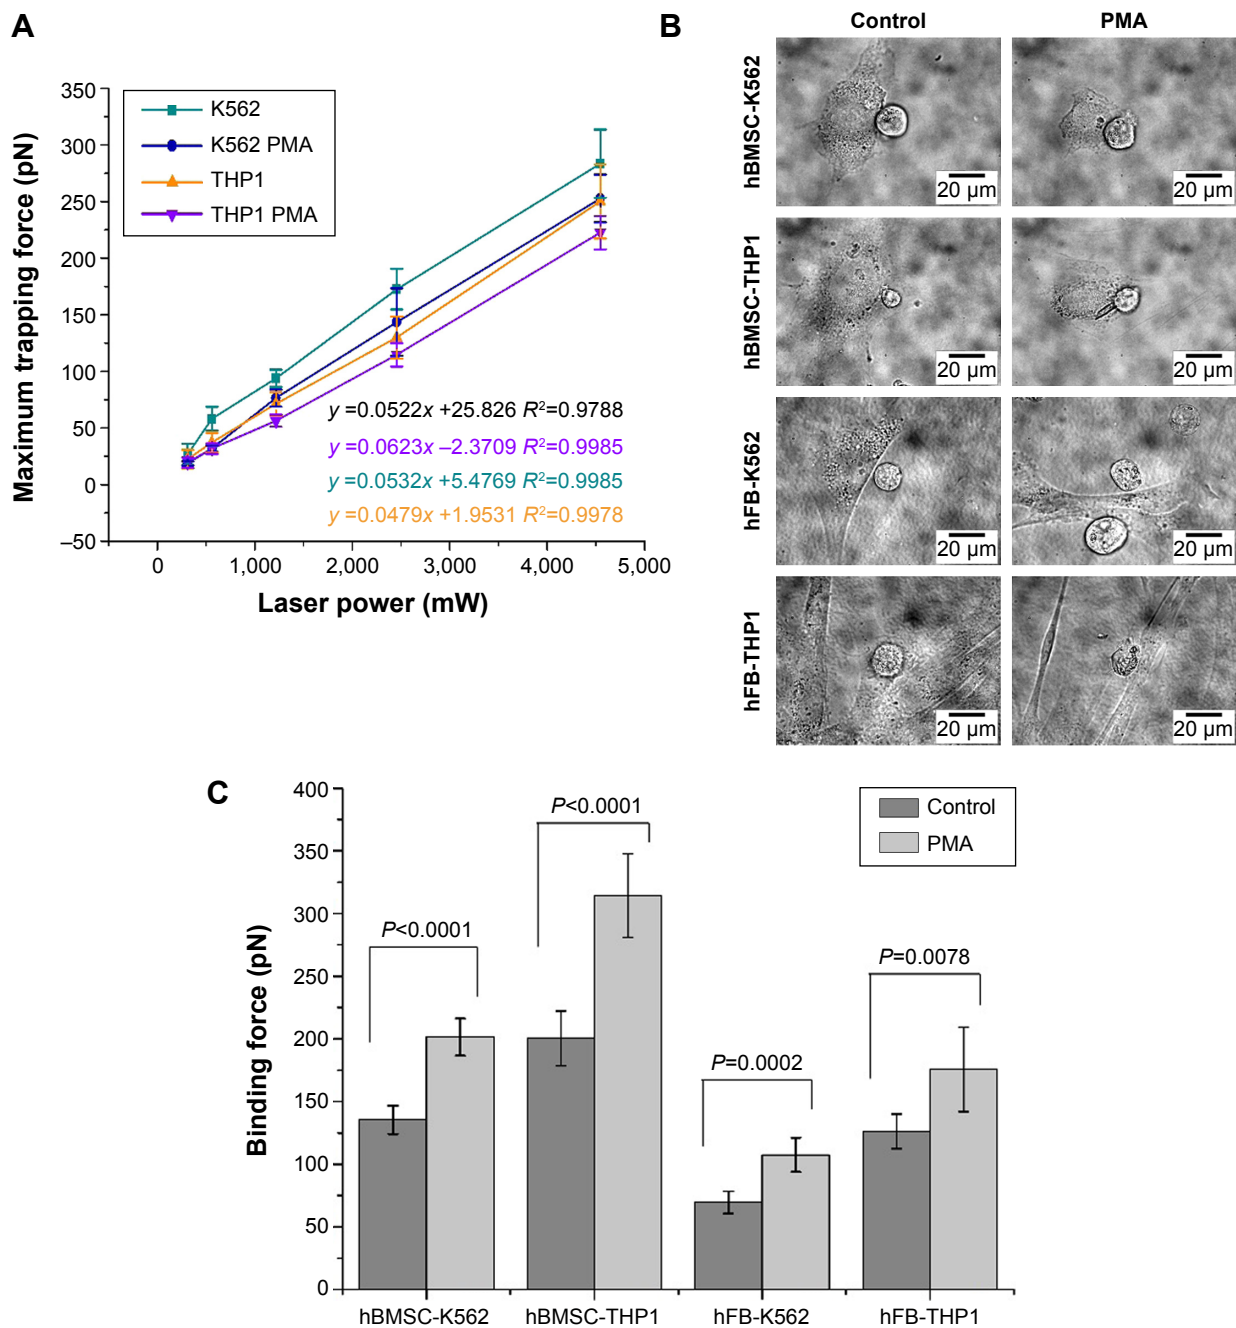 A
350
300
250
200
150
100
50
0
–50
Maximum trapping force (pN)
K562
K562 PMA
THP1
THP1 PMA
y =0.0522x +25.826 R²=0.9788
y =0.0623x –2.3709 R²=0.9985
y =0.0532x +5.4769 R²=0.9985
y =0.0479x +1.9531 R²=0.9978
0 1,000 2,000 3,000 4,000 5,000
Laser power (mW)
B
Control PMA
hBMSC-K562
20 µm 20 µm
hBMSC-THP1
20 µm 20 µm
hFB-K562
20 µm 20 µm
hFB-THP1
20 µm 20 µm
C
400
350
300
250
200
150
100
50
0
Binding force (pN)
Control
PMA
P<0.0001
P<0.0001
P=0.0002
P=0.0078
hBMSC-K562 hBMSC-THP1 hFB-K562 hFB-THP1